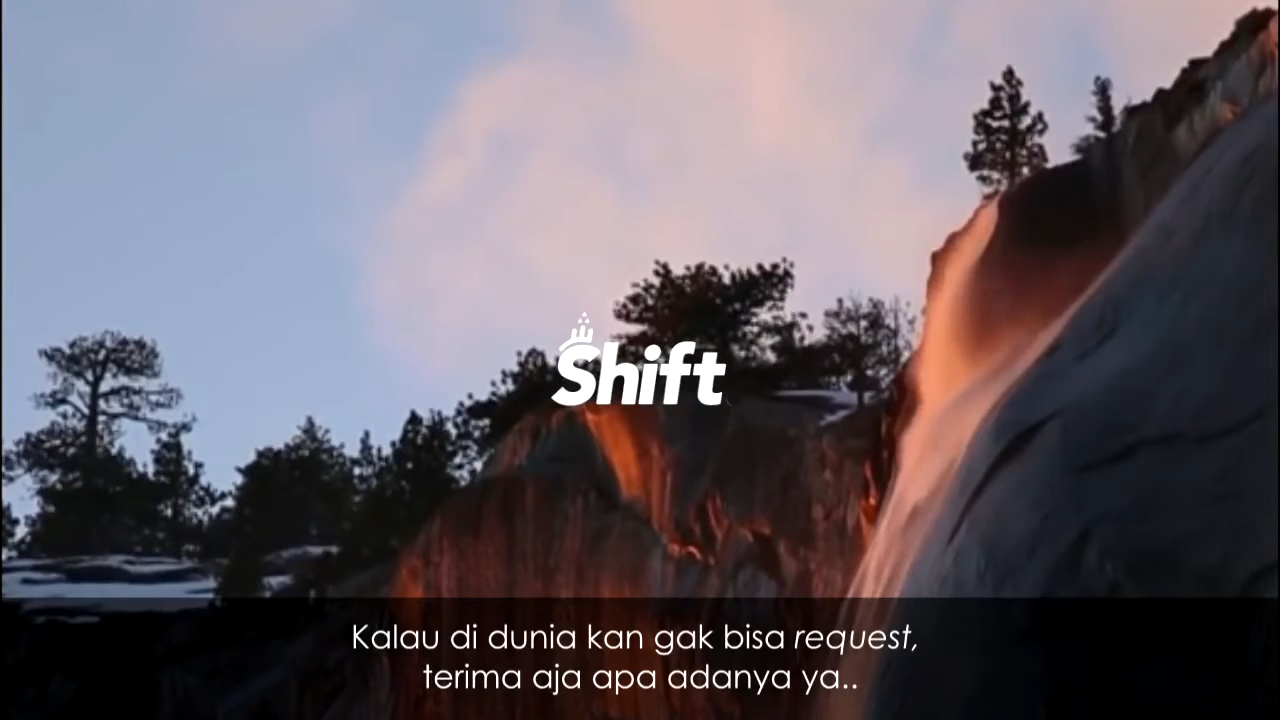 Shift
Kalau di dunia kan gak bisa request,
terima aja apa adanya ya..